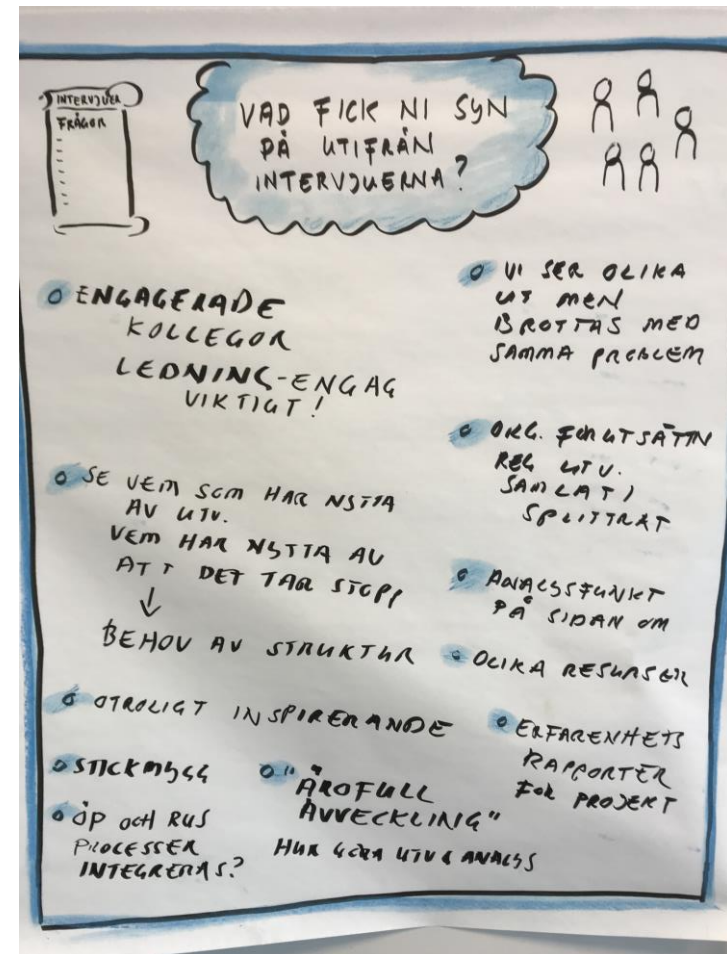 INTERVJUER
FRÅGOR
VAD FICK NI SYN
PÅ UTIFRÅN
INTERVJUERNA?
o ENGAGERADE
KOLLEGOR
LEDNING-ENGAG
VIKTIGT!
o SE VEM SOM HAR NYTTA
AV UTV.
VEM HAR NYTTA AV
ATT DET TAR STOPP
↓
BEHOV AV STRUKTUR
o OTROLIGT INSPIRERANDE
o STICKMYGG
o ÖP OCH RUS
PROCESSER
INTEGRERAS?
o "ÄROFULL
AVVECKLING"
HUR GÖRA UTV & ANALYS
o VI SER OLIKA
UT MEN
BROTTAS MED
SAMMA PROBLEM
o ORG. FÖRUTSÄTTN
REG UTV.
SAMLAT /
SPLITTRAT
o ANALYSFUNKT
PÅ SIDAN OM
o OLIKA RESURSER
o ERFARENHETS
RAPPORTER
FÖR PROJEKT